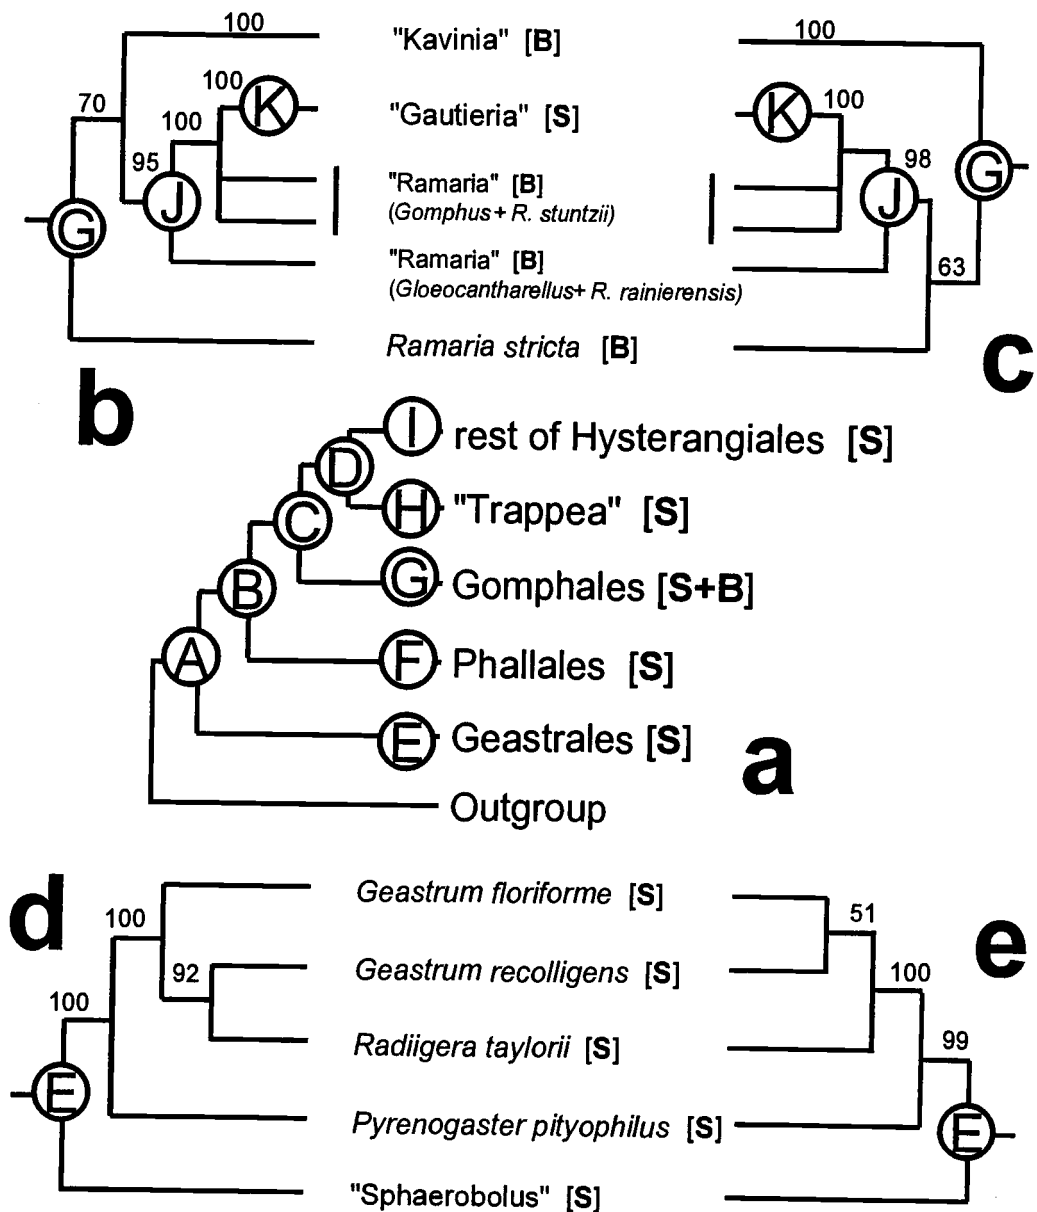 100
"Kavinia" [B]
100
70
100
K
"Gautieria" [S]
K
100
100
95
J
"Ramaria" [B]
(Gomphus + R. stuntzii)
98
J
G
G
"Ramaria" [B]
(Gloeocantharellus+ R. rainierensis)
63
Ramaria stricta [B]
b
c
I
rest of Hysterangiales [S]
D
H
"Trappea" [S]
C
G
Gomphales [S+B]
B
F
Phallales [S]
A
E
Geastrales [S]
a
Outgroup
d
100
Geastrum floriforme [S]
51
e
92
Geastrum recolligens [S]
100
100
Radiigera taylorii [S]
99
E
Pyrenogaster pityophilus [S]
E
"Sphaerobolus" [S]